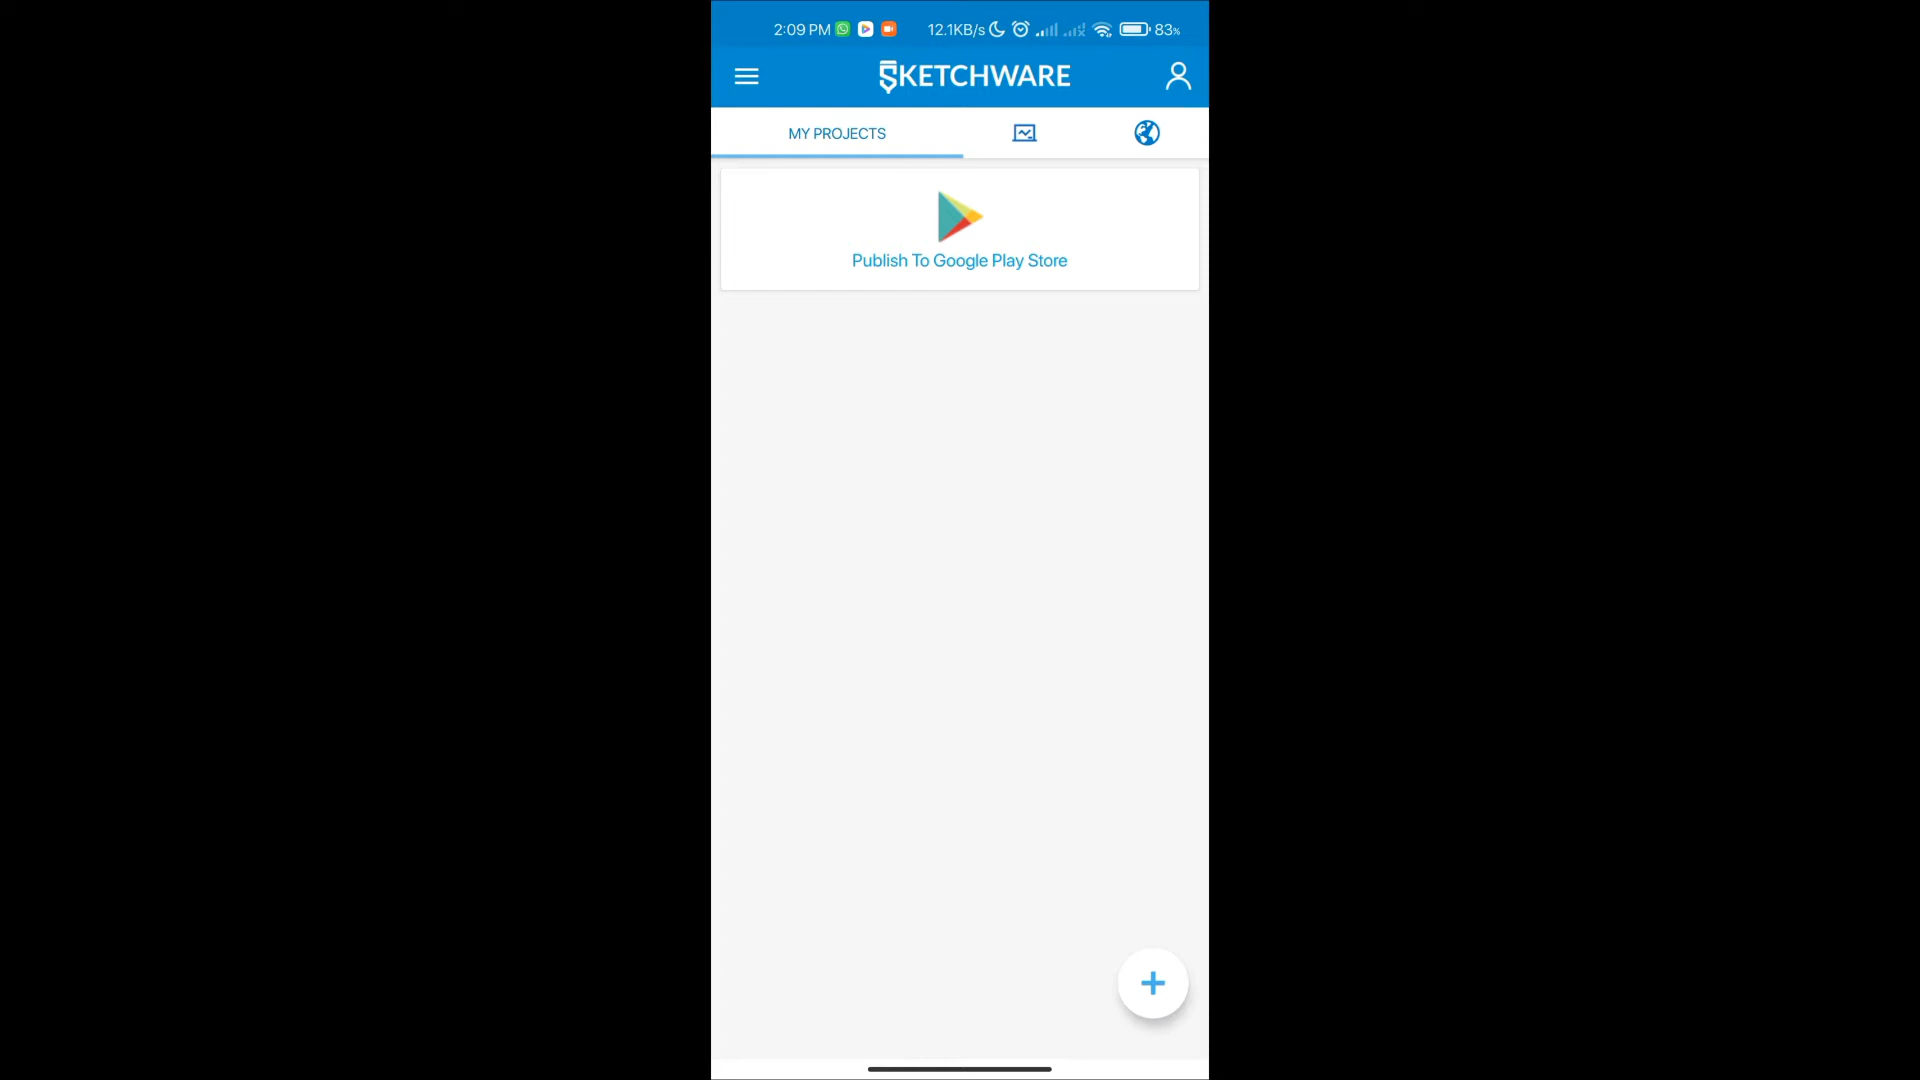 2:09 PM 12.1KB/s 83%
SKETCHWARE
MY PROJECTS
Publish To Google Play Store